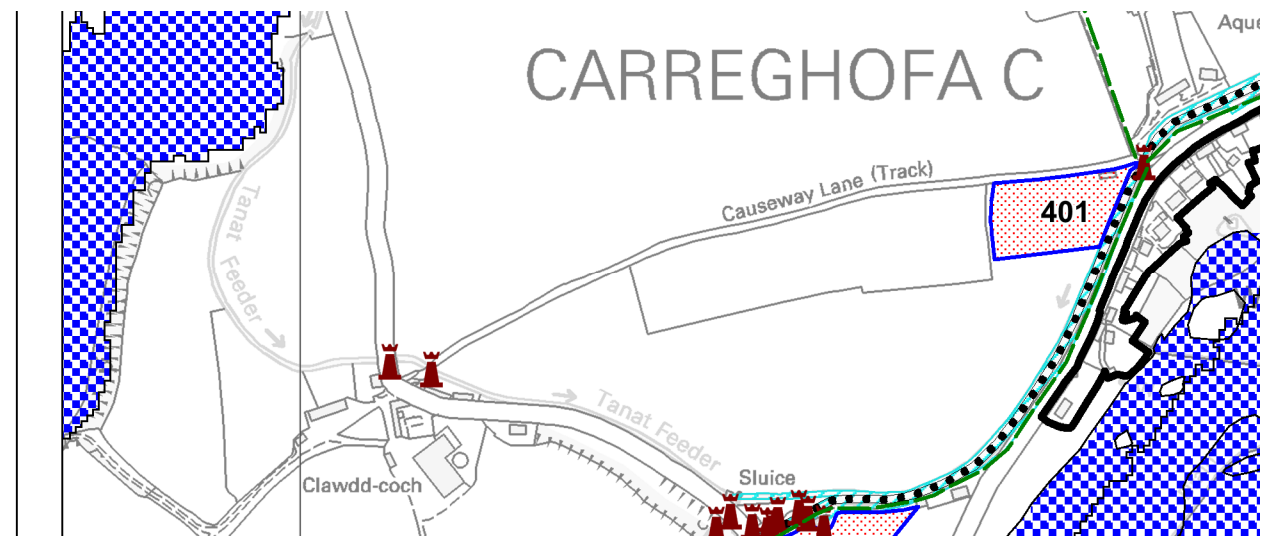 Aque
CARREGHOFA C
Causeway Lane (Track)
401
Tanat Feeder
Tanat Feeder
Sluice
Clawdd-coch